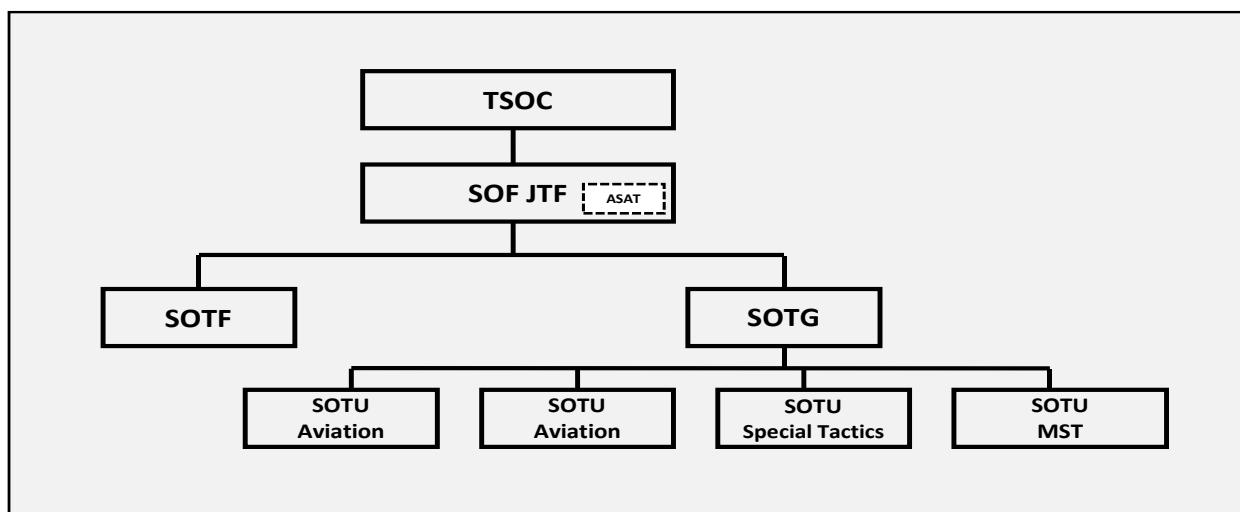 TSOC
SOF JTF
ASAT
SOTF
SOTG
SOTU
Aviation
SOTU
Aviation
SOTU
Special Tactics
SOTU
MST